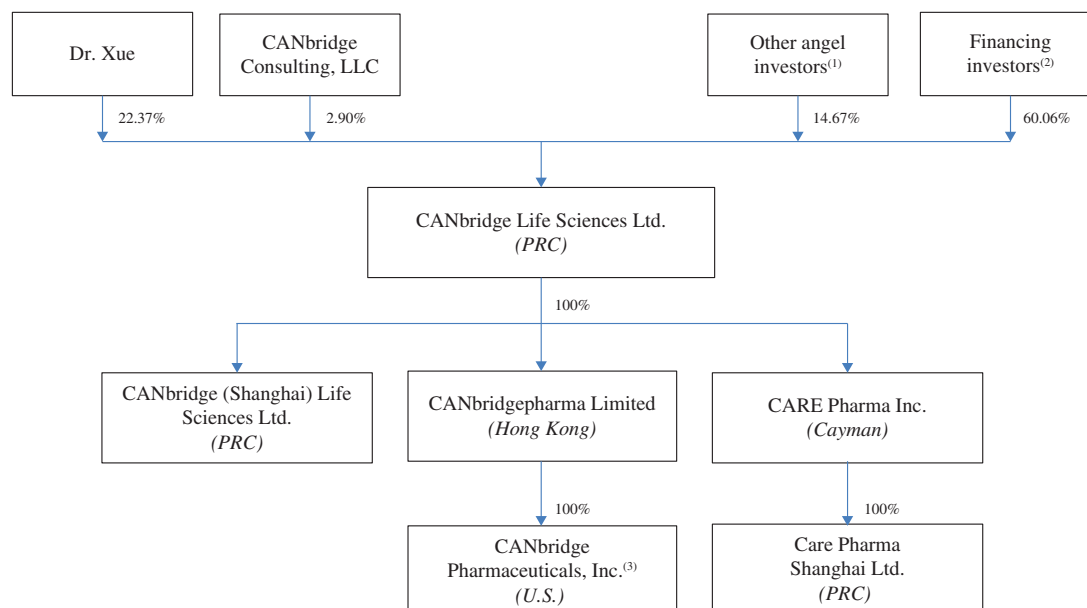 Dr. Xue
CANbridge
Consulting, LLC
Other angel
investors(1)
Financing
investors(2)
22.37%
2.90%
14.67%
60.06%
CANbridge Life Sciences Ltd.
(PRC)
100%
CANbridge (Shanghai) Life
Sciences Ltd.
(PRC)
CANbridgepharma Limited
(Hong Kong)
CARE Pharma Inc.
(Cayman)
100%
100%
CANbridge
Pharmaceuticals, Inc.(3)
(U.S.)
Care Pharma
Shanghai Ltd.
(PRC)